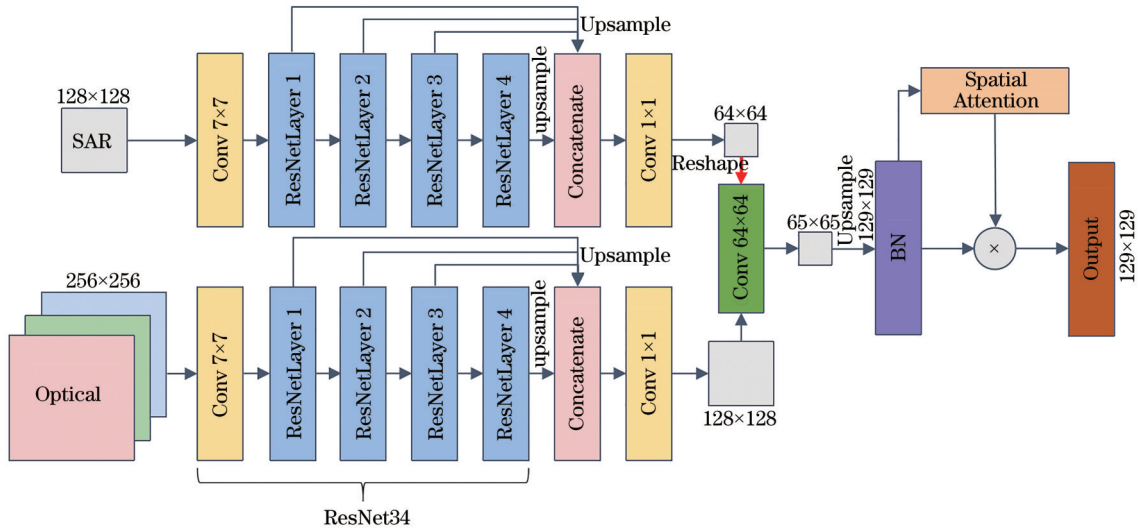 Upsample
128×128
SAR
Conv 7×7
ResNetLayer 1
ResNetLayer 2
ResNetLayer 3
ResNetLayer 4
upsample
Concatenate
Conv 1×1
64×64
Reshape
Conv 64×64
65×65
Upsample
129×129
BN
Spatial
Attention
×
Output
129×129
Upsample
256×256
Optical
Conv 7×7
ResNetLayer 1
ResNetLayer 2
ResNetLayer 3
ResNetLayer 4
upsample
Concatenate
Conv 1×1
128×128
ResNet34